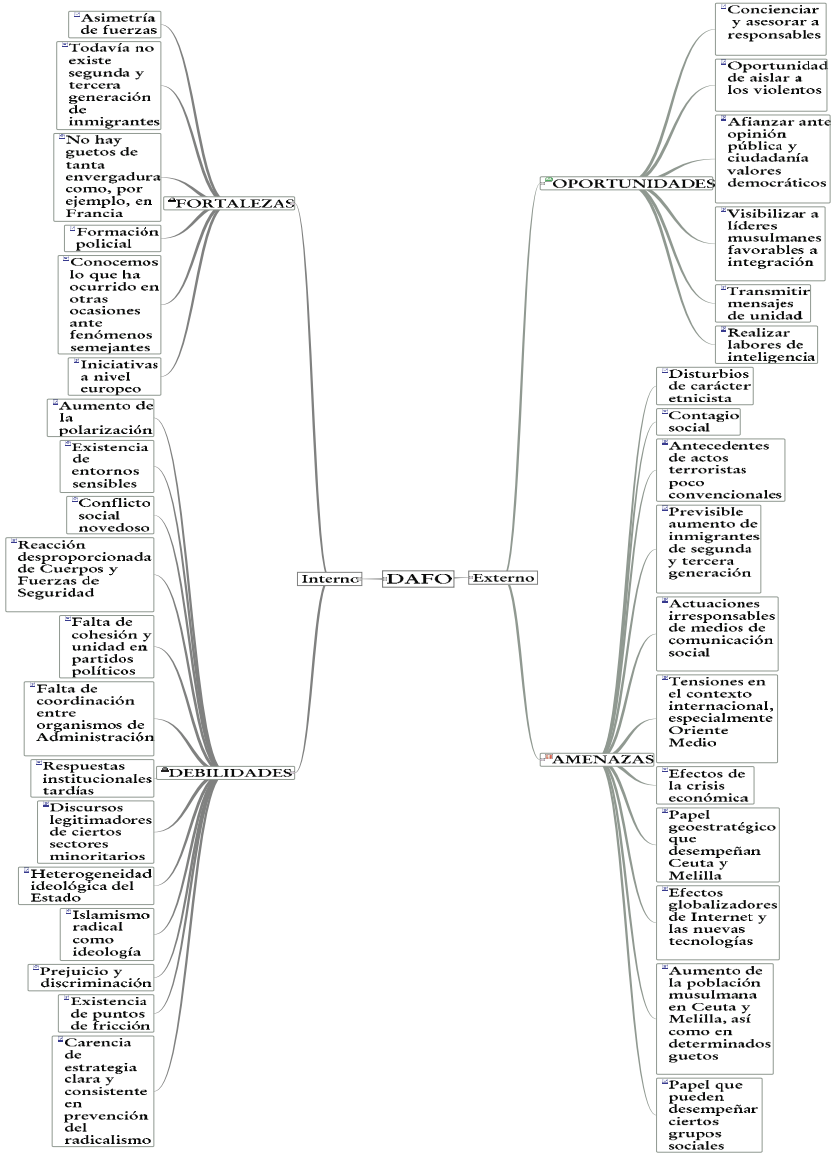 Asimetría
de fuerzas
Todavía no
existe
segunda y
tercera
generación
de
inmigrantes
No hay
guetos de
tanta
envergadura
como, por
ejemplo, en
Francia
Formación
policial
Conocemos
lo que ha
ocurrido en
otras
ocasiones
ante
fenómenos
semejantes
Iniciativas
a nivel
europeo
FORTALEZAS
Aumento de
la
polarización
Existencia
de
entornos
sensibles
Conflicto
social
novedoso
Reacción
desproporcionada
de Cuerpos y
Fuerzas de
Seguridad
Falta de
cohesión y
unidad en
partidos
políticos
Falta de
coordinación
entre
organismos de
Administración
Respuestas
institucionales
tardías
Discursos
legitimadores
de ciertos
sectores
minoritarios
Heterogeneidad
ideológica del
Estado
Islamismo
radical
como
ideología
Prejuicio y
discriminación
Existencia
de puntos
de fricción
Carencia
de
estrategia
clara y
consistente
en
prevención
del
radicalismo
DEBILIDADES
Interno
DAFO
Externo
OPORTUNIDADES
Concienciar
y asesorar a
responsables
Oportunidad
de aislar a
los violentos
Afianzar ante
opinión
pública y
ciudadanía
valores
democráticos
Visibilizar a
líderes
musulmanes
favorables a
integración
Transmitir
mensajes
de unidad
Realizar
labores de
inteligencia
AMENAZAS
Disturbios
de carácter
etnicista
Contagio
social
Antecedentes
de actos
terroristas
poco
convencionales
Previsible
aumento de
inmigrantes
de segunda
y tercera
generación
Actuaciones
irresponsables
de medios de
comunicación
social
Tensiones en
el contexto
internacional,
especialmente
Oriente
Medio
Efectos de
la crisis
económica
Papel
geoestratégico
que
desempeñan
Ceuta y
Melilla
Efectos
globalizadores
de Internet y
las nuevas
tecnologías
Aumento de
la población
musulmana
en Ceuta y
Melilla, así
como en
determinados
guetos
Papel que
pueden
desempeñar
ciertos
grupos
sociales